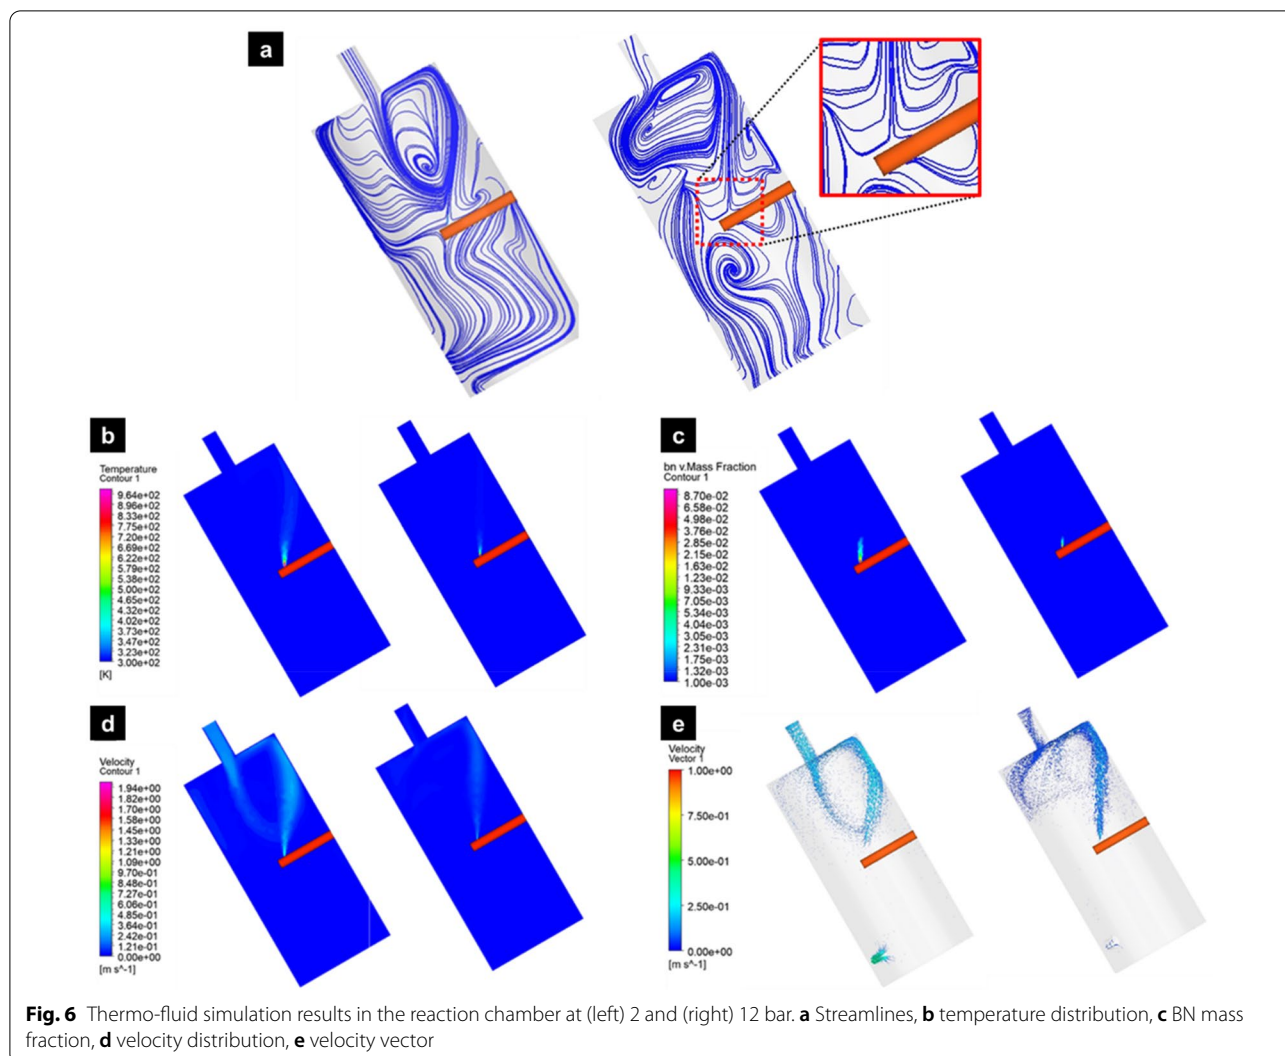 a
b
Temperature
Contour 1
9.64e+02
8.96e+02
8.33e+02
7.75e+02
7.20e+02
6.69e+02
6.22e+02
5.79e+02
5.38e+02
5.00e+02
4.65e+02
4.32e+02
4.02e+02
3.73e+02
3.47e+02
3.23e+02
3.00e+02
[K]
c
bn v.Mass Fraction
Contour 1
8.70e-02
6.58e-02
4.98e-02
3.76e-02
2.85e-02
2.15e-02
1.63e-02
1.23e-02
9.33e-03
7.05e-03
5.34e-03
4.04e-03
3.05e-03
2.31e-03
1.75e-03
1.32e-03
1.00e-03
d
Velocity
Contour 1
1.94e+00
1.82e+00
1.70e+00
1.58e+00
1.45e+00
1.33e+00
1.21e+00
1.09e+00
9.70e-01
8.48e-01
7.27e-01
6.06e-01
4.85e-01
3.64e-01
2.42e-01
1.21e-01
0.00e+00
[m s^-1]
e
Velocity
Vector 1
1.00e+00
7.50e-01
5.00e-01
2.50e-01
0.00e+00
[m s^-1]
Fig. 6 Thermo-fluid simulation results in the reaction chamber at (left) 2 and (right) 12 bar. a Streamlines, b temperature distribution, c BN mass
fraction, d velocity distribution, e velocity vector